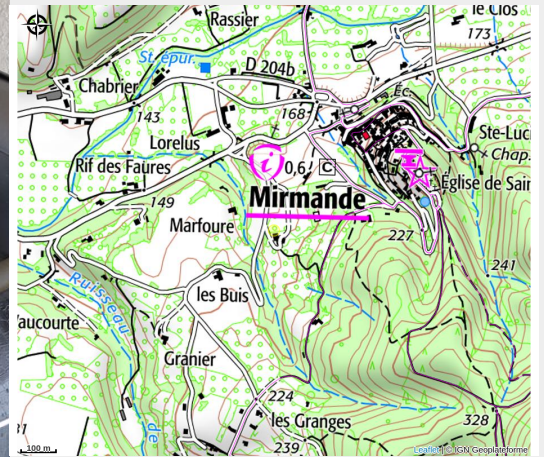 Rassier
le Clos
173
St. épur.
D 204b
Chabrier
143
168
Éc.
Lorelus
Ste-Luc
Chap.
Rif des Faures
i
0,6
C
Église de Sain
149
Mirmande
Marfoure
227
241
Ruisseau
les Buis
Vaucourte
Granier
224
328
les Granges
de
239
100 m
Leaflet | © IGN Geoplateforme